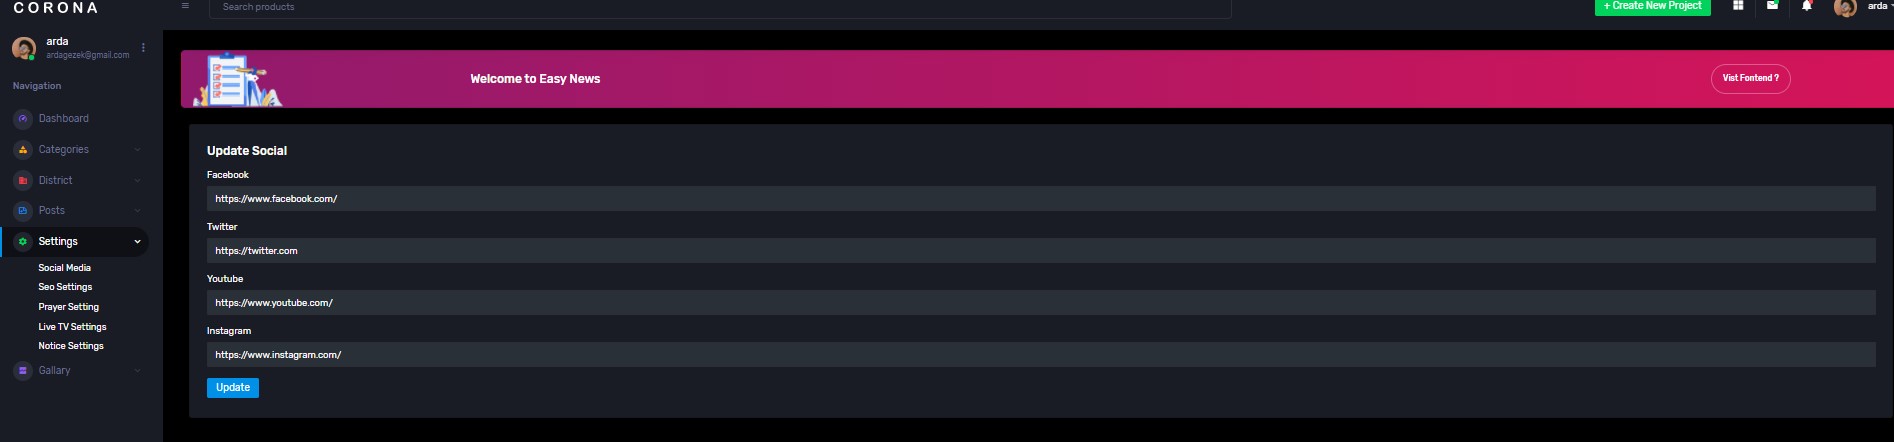 CORONA
Search products
+ Create New Project
arda
arda
ardagezek@gmail.com
Navigation
Dashboard
Categories
District
Posts
Settings
Social Media
Seo Settings
Prayer Setting
Live TV Settings
Notice Settings
Gallary
Welcome to Easy News
Vist Fontend ?
Update Social
Facebook
https://www.facebook.com/
Twitter
https://twitter.com
Youtube
https://www.youtube.com/
Instagram
https://www.instagram.com/
Update